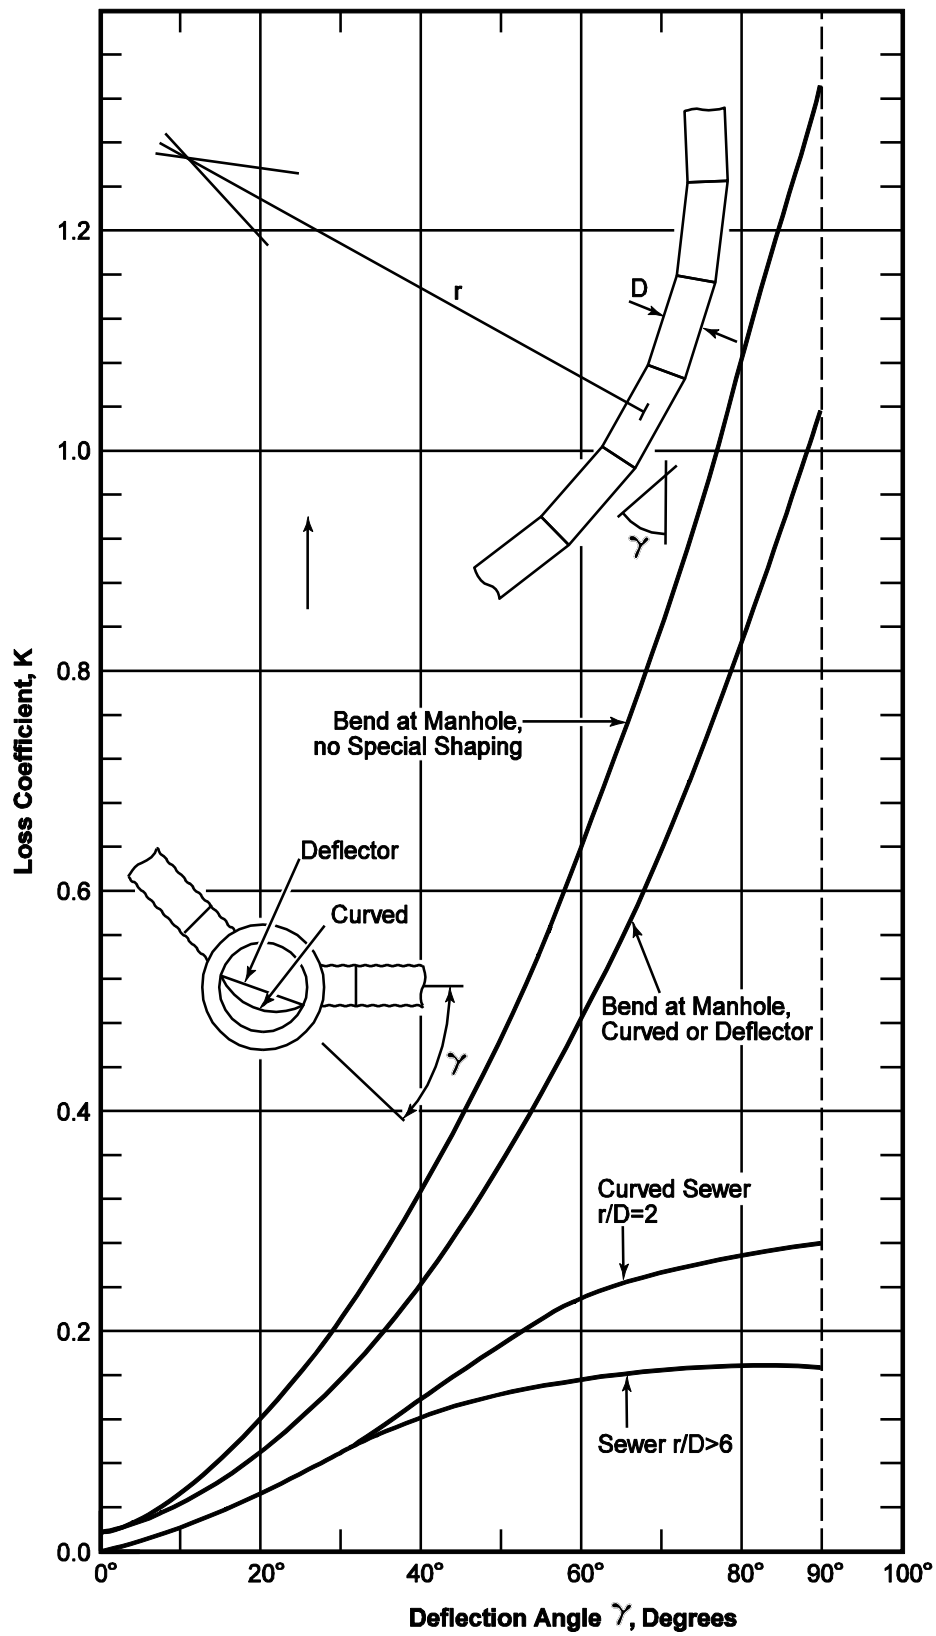 1.2
r
D
1.0
γ
Loss Coefficient, K
0.8
Bend at Manhole,
no Special Shaping
Deflector
0.6
Curved
Bend at Manhole,
Curved or Deflector
γ
0.4
Curved Sewer
r/D=2
0.2
Sewer r/D>6
0.0
0° 20° 40° 60° 80° 90° 100°
Deflection Angle γ, Degrees